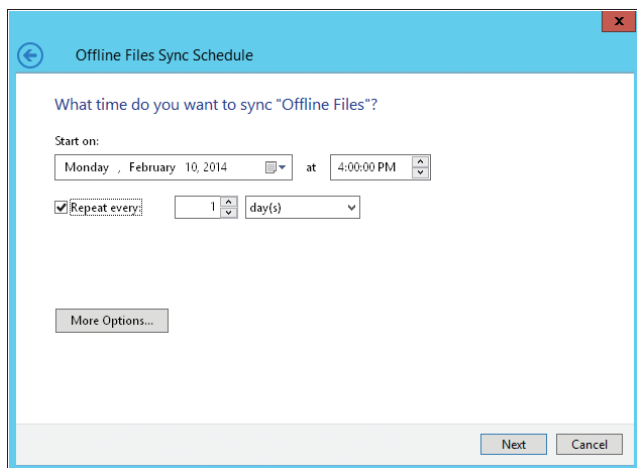 x
Offline Files Sync Schedule
What time do you want to sync "Offline Files"?
Start on:
Monday , February 10, 2014 at 4:00:00 PM
Repeat every: 1 day(s)
More Options...
Next Cancel